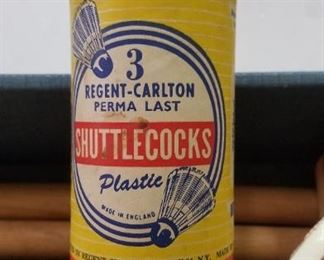 3
REGENT-CARLTON
PERMA LAST
SHUTTLECOCKS
Plastic
MADE IN ENGLAND
N.Y.